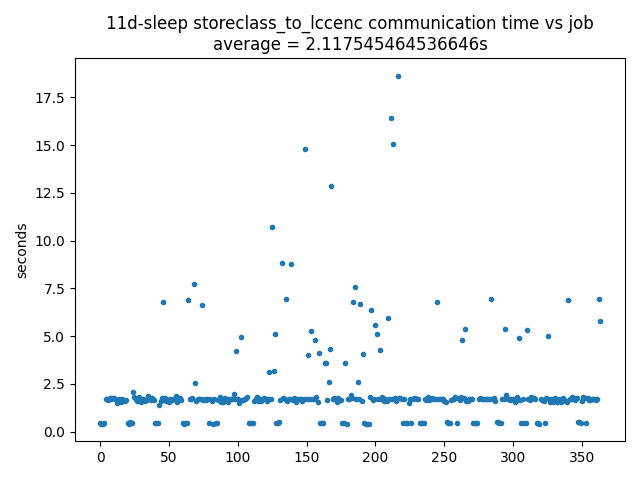 11d-sleep storeclass_to_lccenc communication time vs job
average = 2.117545464536646s
seconds
17.5
15.0
12.5
10.0
7.5
5.0
2.5
0.0
0 50 100 150 200 250 300 350